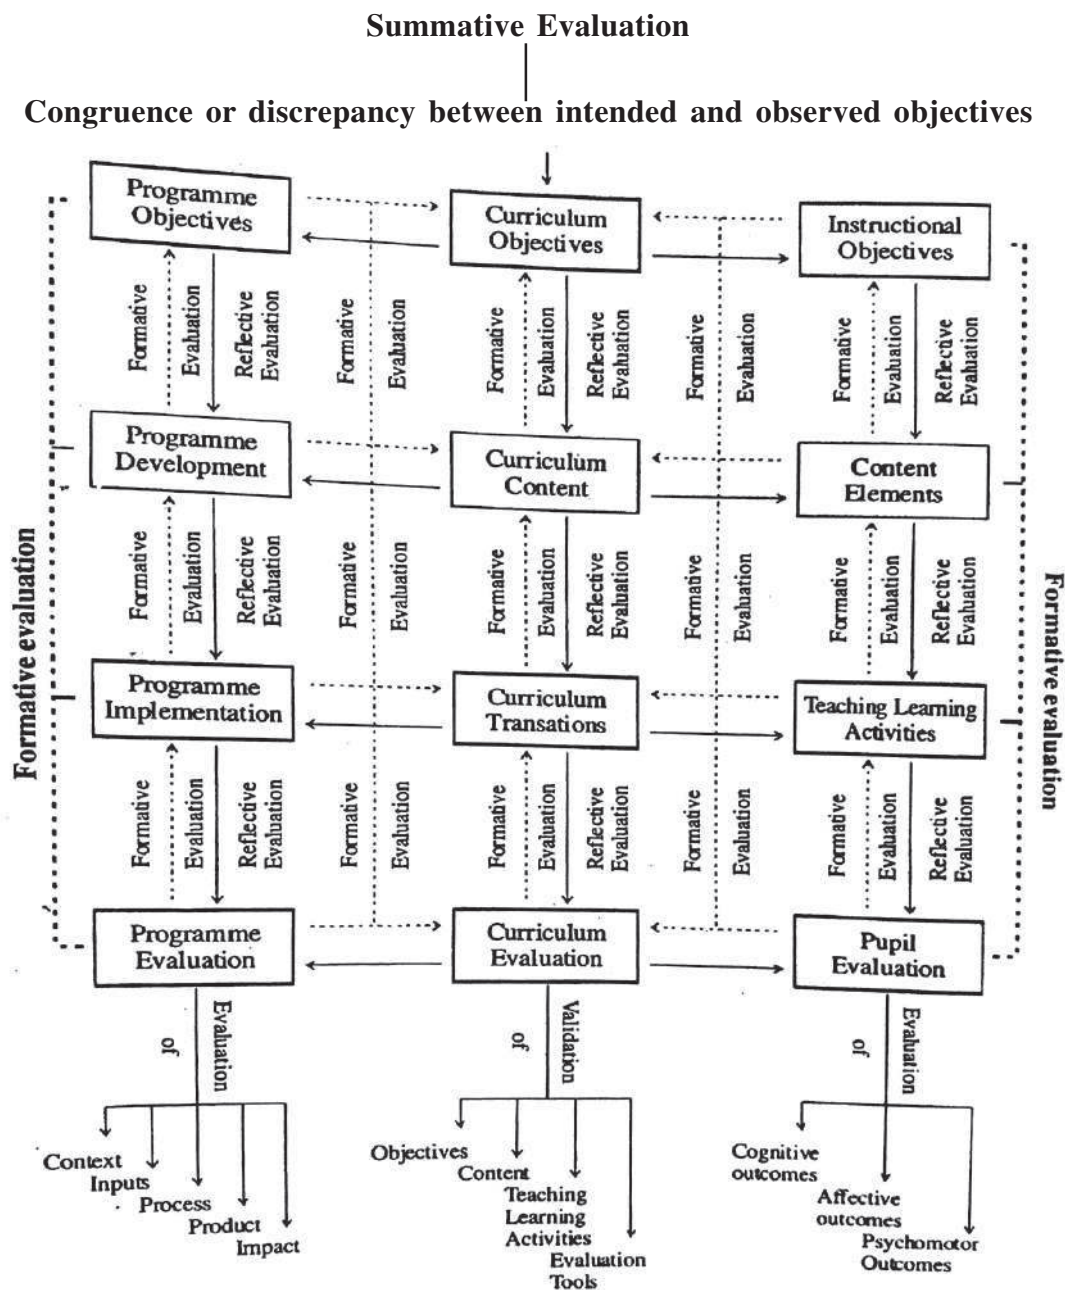 Summative Evaluation
Congruence or discrepancy between intended and observed objectives
Programme
Objectives
Curriculum
Objectives
Instructional
Objectives
Formative
Evaluation
Reflective
Evaluation
Formative
Evaluation
Formative
Evaluation
Reflective
Evaluation
Formative
Evaluation
Formative
Evaluation
Reflective
Evaluation
Programme
Development
Curriculum
Content
Content
Elements
Formative evaluation
Formative
Evaluation
Reflective
Evaluation
Formative
Evaluation
Formative
Evaluation
Reflective
Evaluation
Formative
Evaluation
Formative
Evaluation
Reflective
Evaluation
Formative evaluation
Programme
Implementation
Curriculum
Transations
Teaching Learning
Activities
Formative
Evaluation
Reflective
Evaluation
Formative
Evaluation
Formative
Evaluation
Reflective
Evaluation
Formative
Evaluation
Formative
Evaluation
Reflective
Evaluation
Programme
Evaluation
Curriculum
Evaluation
Pupil
Evaluation
Evaluation
of
Validation
of
Evaluation
of
Context
Inputs
Process
Product
Impact
Objectives
Content
Teaching
Learning
Activities
Evaluation
Tools
Cognitive
outcomes
Affective
outcomes
Psychomotor
Outcomes